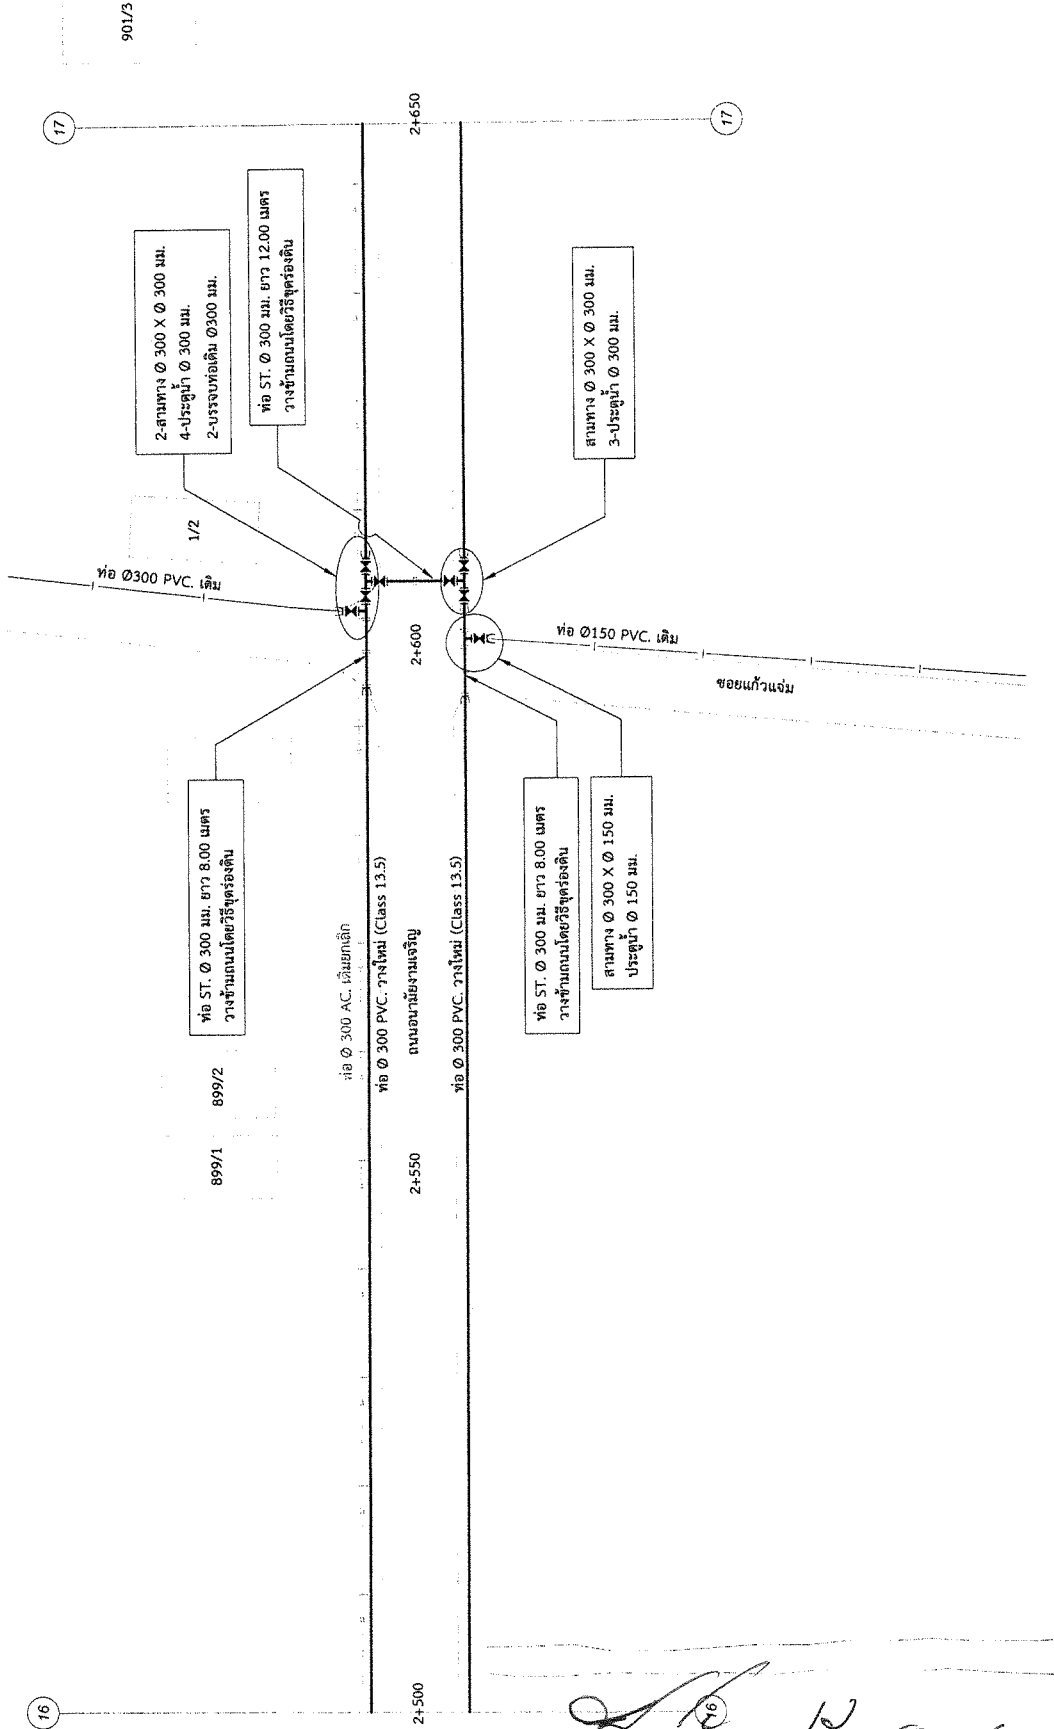 901/3
17
2+650
17
2-สามทาง Ø 300 X Ø 300 มม.
4-ประตูน้ำ Ø 300 มม.
2-บรรจบท่อเดิม Ø300 มม.
ท่อ ST. Ø 300 มม. ยาว 12.00 เมตร
วางข้ามถนนโดยวิธีขุดร่องดิน
สามทาง Ø 300 X Ø 300 มม.
3-ประตูน้ำ Ø 300 มม.
1/2
ท่อ Ø300 PVC. เดิม
2+600
ท่อ Ø150 PVC. เดิม
ซอยแก้วแจ่ม
ท่อ ST. Ø 300 มม. ยาว 8.00 เมตร
วางข้ามถนนโดยวิธีขุดร่องดิน
ท่อ ST. Ø 300 มม. ยาว 8.00 เมตร
วางข้ามถนนโดยวิธีขุดร่องดิน
สามทาง Ø 300 X Ø 150 มม.
ประตูน้ำ Ø 150 มม.
ท่อ Ø 300 AC. เดิมยกเลิก
ท่อ Ø 300 PVC. วางใหม่ (Class 13.5)
ถนนอนามัยงามเจริญ
ท่อ Ø 300 PVC. วางใหม่ (Class 13.5)
899/2
899/1
2+550
16
2+500
16